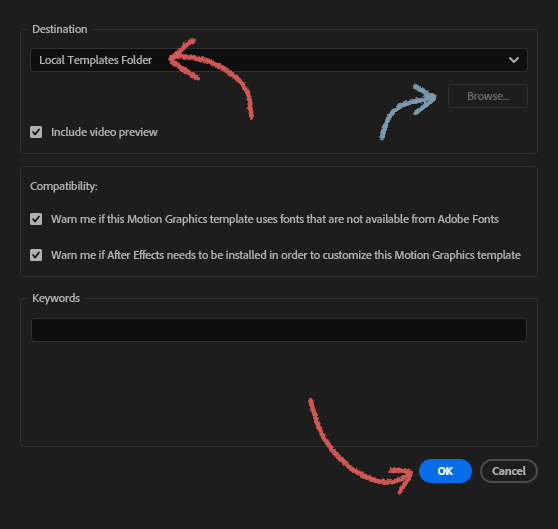 Destination
Local Templates Folder
Browse...
Include video preview
Compatibility:
Warn me if this Motion Graphics template uses fonts that are not available from Adobe Fonts
Warn me if After Effects needs to be installed in order to customize this Motion Graphics template
Keywords
OK
Cancel